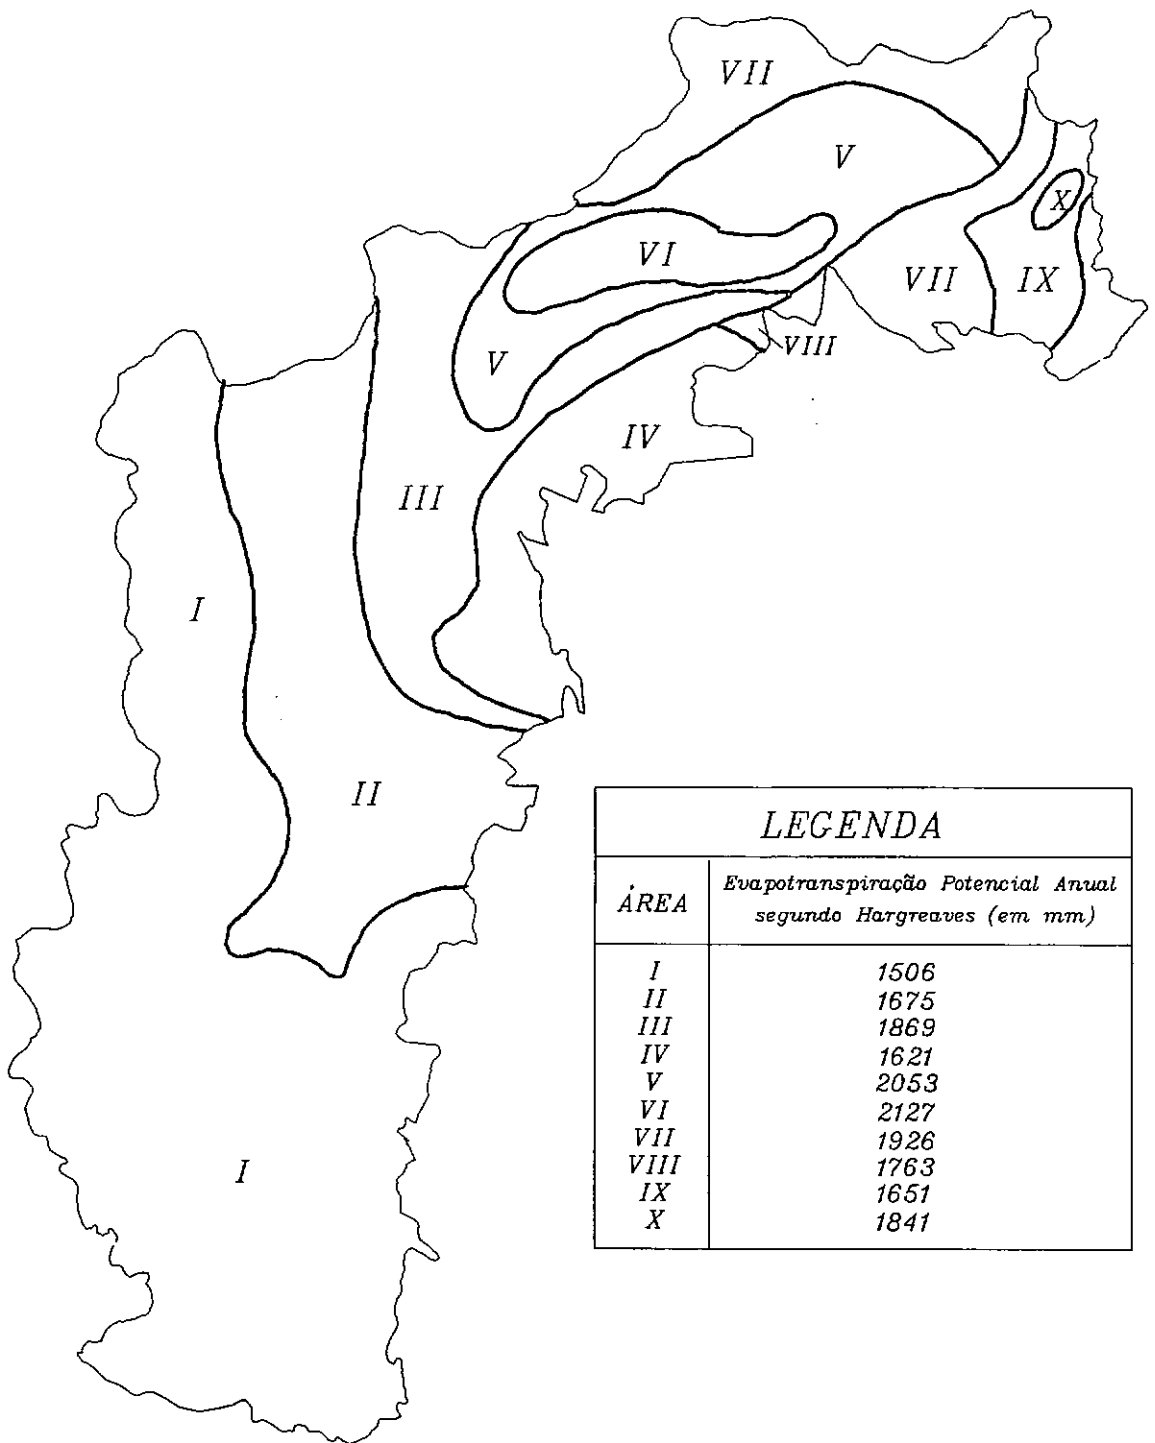 VII
V
X
VI
VII
IX
VIII
V
IV
III
I
II
I
LEGENDA
ÁREA
Evapotranspiração Potencial Anual
segundo Hargreaves (em mm)
I 1506
II 1675
III 1869
IV 1621
V 2053
VI 2127
VII 1926
VIII 1763
IX 1651
X 1841